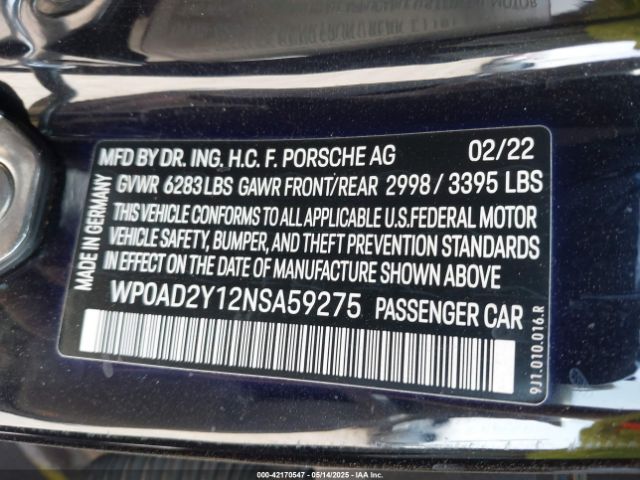 MFD BY DR. ING. H.C. F. PORSCHE AG 02/22
GVWR 6283 LBS GAWR FRONT/REAR 2998 / 3395 LBS
THIS VEHICLE CONFORMS TO ALL APPLICABLE U.S. FEDERAL MOTOR
VEHICLE SAFETY, BUMPER, AND THEFT PREVENTION STANDARDS
IN EFFECT ON THE DATE OF MANUFACTURE SHOWN ABOVE
WP0AD2Y12NSA59275 PASSENGER CAR
MADE IN GERMANY
9J1.010.016.R
000-42170547 — 05/14/2025 — IAAI.COM